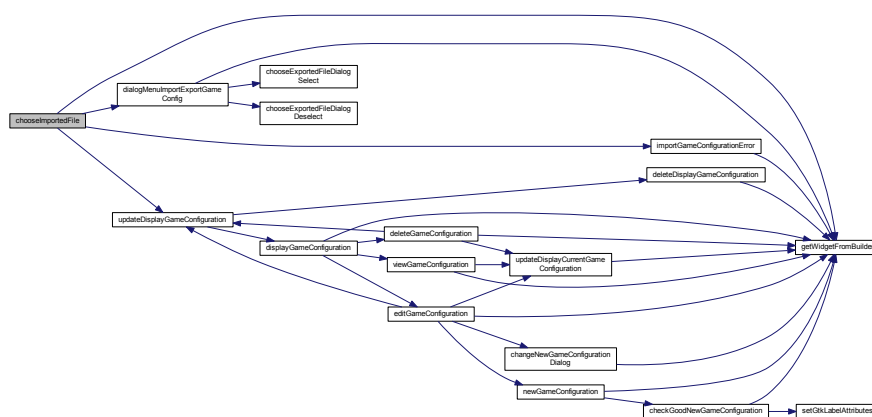 chooseExportedFileDialog
Select
dialogMenuImportExportGame
Config
chooseExportedFileDialog
Deselect
chooseImportedFile
importGameConfigurationError
deleteDisplayGameConfiguration
updateDisplayGameConfiguration
deleteGameConfiguration
displayGameConfiguration
getWidgetFromBuilder
updateDisplayCurrentGame
Configuration
viewGameConfiguration
editGameConfiguration
changeNewGameConfiguration
Dialog
newGameConfiguration
checkGoodNewGameConfiguration
setGtkLabelAttributes